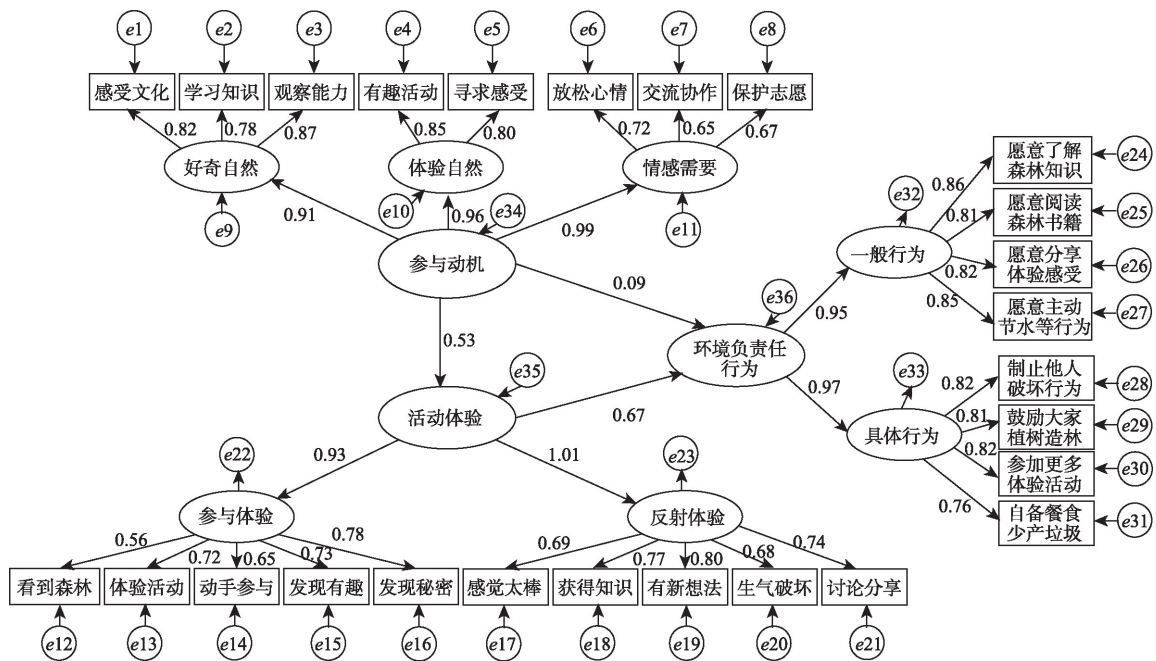 e1 e2 e3 e4 e5 e6 e7 e8
感受文化 学习知识 观察能力 有趣活动 寻求感受 放松心情 交流协作 保护志愿
0.82 0.78 0.87 0.85 0.80 0.72 0.65 0.67
好奇自然 体验自然 情感需要
e9 e10 e34 e11
0.91 0.96 0.99
参与动机
0.09
0.53
e36
环境负责任
行为
e35
活动体验
0.67
0.95
0.97
e32
一般行为
0.86
愿意了解
森林知识
e24
0.81
愿意阅读
森林书籍
e25
0.82
愿意分享
体验感受
e26
0.85
愿意主动
节水等行为
e27
e33
具体行为
0.82
制止他人
破坏行为
e28
0.81
鼓励大家
植树造林
e29
0.82
参加更多
体验活动
e30
0.76
自备餐食
少产垃圾
e31
0.93 1.01
e22 e23
参与体验 反射体验
0.56 0.72 0.65 0.73 0.78 0.69 0.77 0.80 0.68 0.74
看到森林 体验活动 动手参与 发现有趣 发现秘密 感觉太棒 获得知识 有新想法 生气破坏 讨论分享
e12 e13 e14 e15 e16 e17 e18 e19 e20 e21